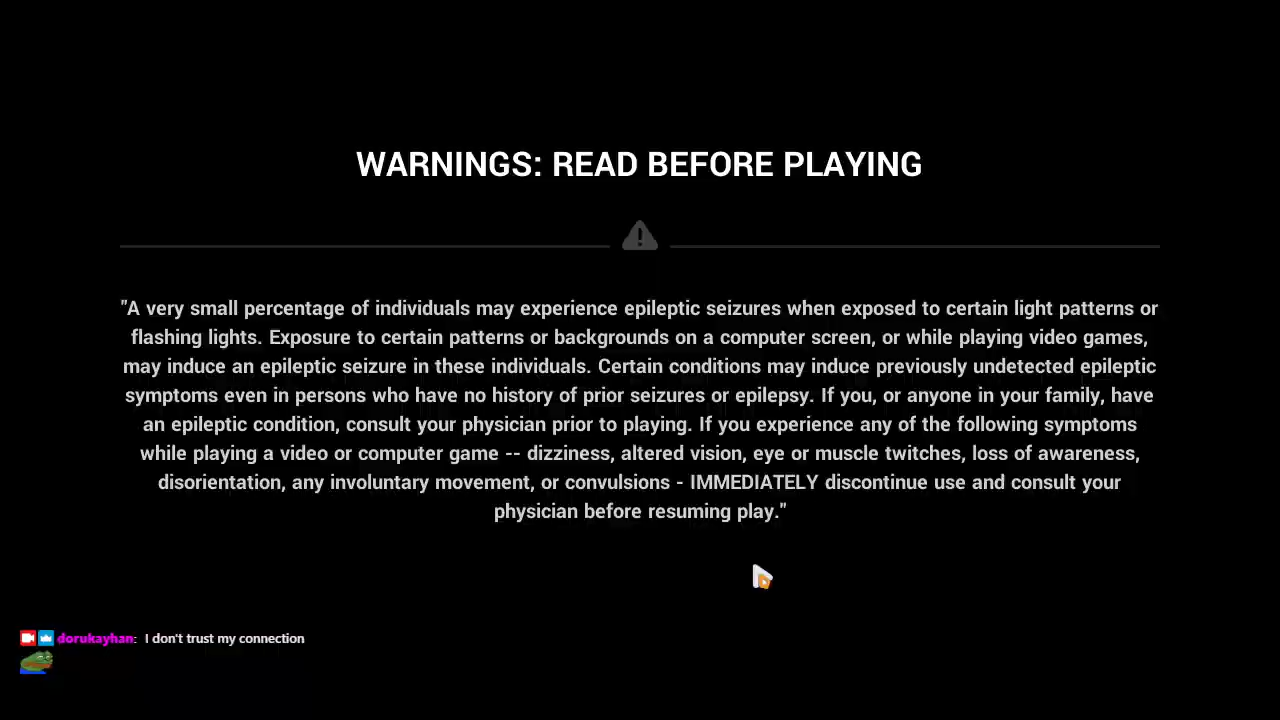 WARNINGS: READ BEFORE PLAYING
"A very small percentage of individuals may experience epileptic seizures when exposed to certain light patterns or
flashing lights. Exposure to certain patterns or backgrounds on a computer screen, or while playing video games,
may induce an epileptic seizure in these individuals. Certain conditions may induce previously undetected epileptic
symptoms even in persons who have no history of prior seizures or epilepsy. If you, or anyone in your family, have
an epileptic condition, consult your physician prior to playing. If you experience any of the following symptoms
while playing a video or computer game -- dizziness, altered vision, eye or muscle twitches, loss of awareness,
disorientation, any involuntary movement, or convulsions - IMMEDIATELY discontinue use and consult your
physician before resuming play."
dorukayhan: I don't trust my connection